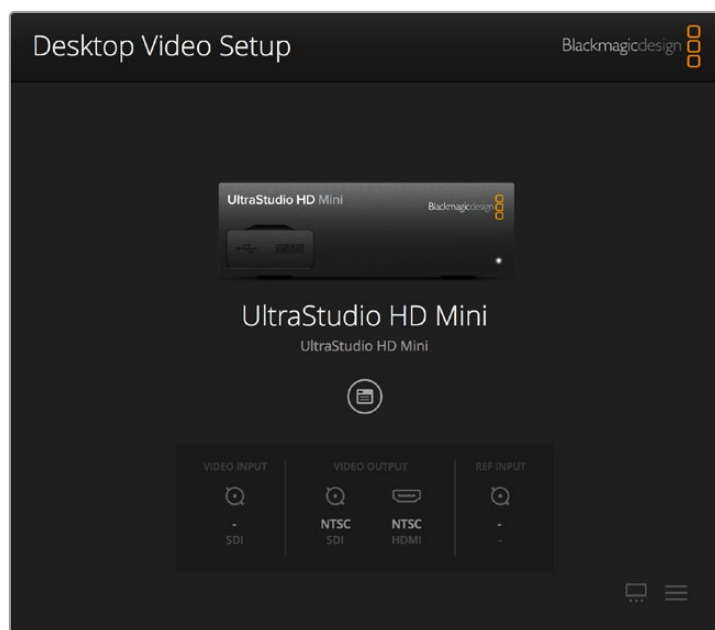 Desktop Video Setup
Blackmagicdesign
UltraStudio HD Mini
Blackmagicdesign
UltraStudio HD Mini
UltraStudio HD Mini
VIDEO INPUT
VIDEO OUTPUT
REF INPUT
-
NTSC
NTSC
-
SDI
SDI
HDMI
-